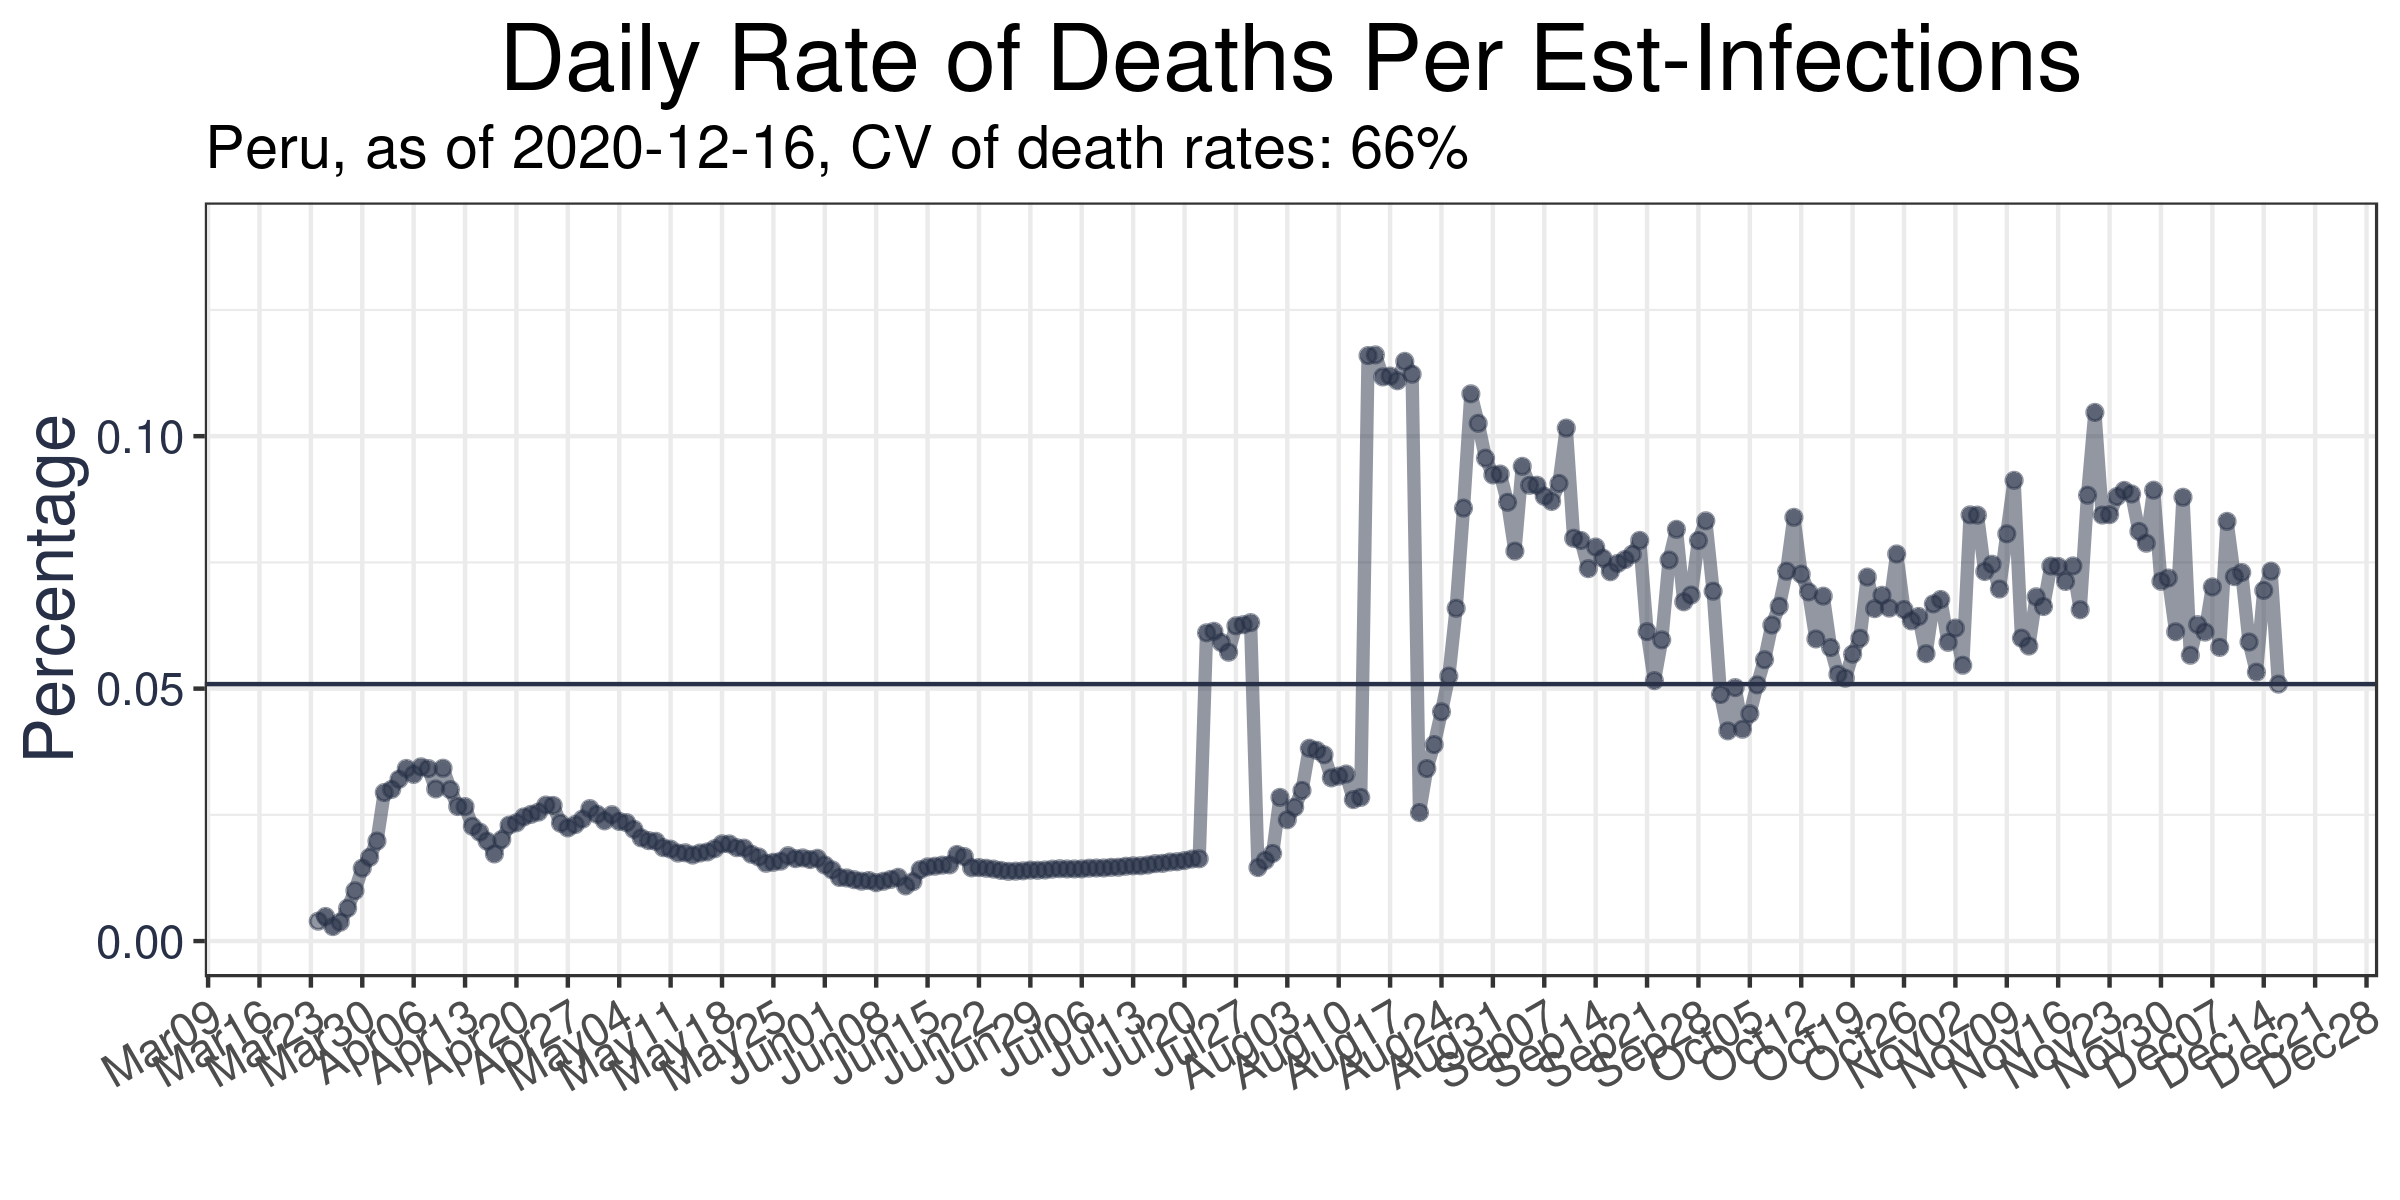 Daily Rate of Deaths Per Est-Infections
Peru, as of 2020-12-16, CV of death rates: 66%
Percentage
0.10
0.05
0.00
Mar09
Mar16
Mar23
Mar30
Apr06
Apr13
Apr20
Apr27
May04
May11
May18
May25
Jun01
Jun08
Jun15
Jun22
Jun29
Jul06
Jul13
Jul20
Jul27
Aug03
Aug10
Aug17
Aug24
Aug31
Sep07
Sep14
Sep21
Sep28
Oct05
Oct12
Oct19
Oct26
Nov02
Nov09
Nov16
Nov23
Nov30
Dec07
Dec14
Dec21
Dec28